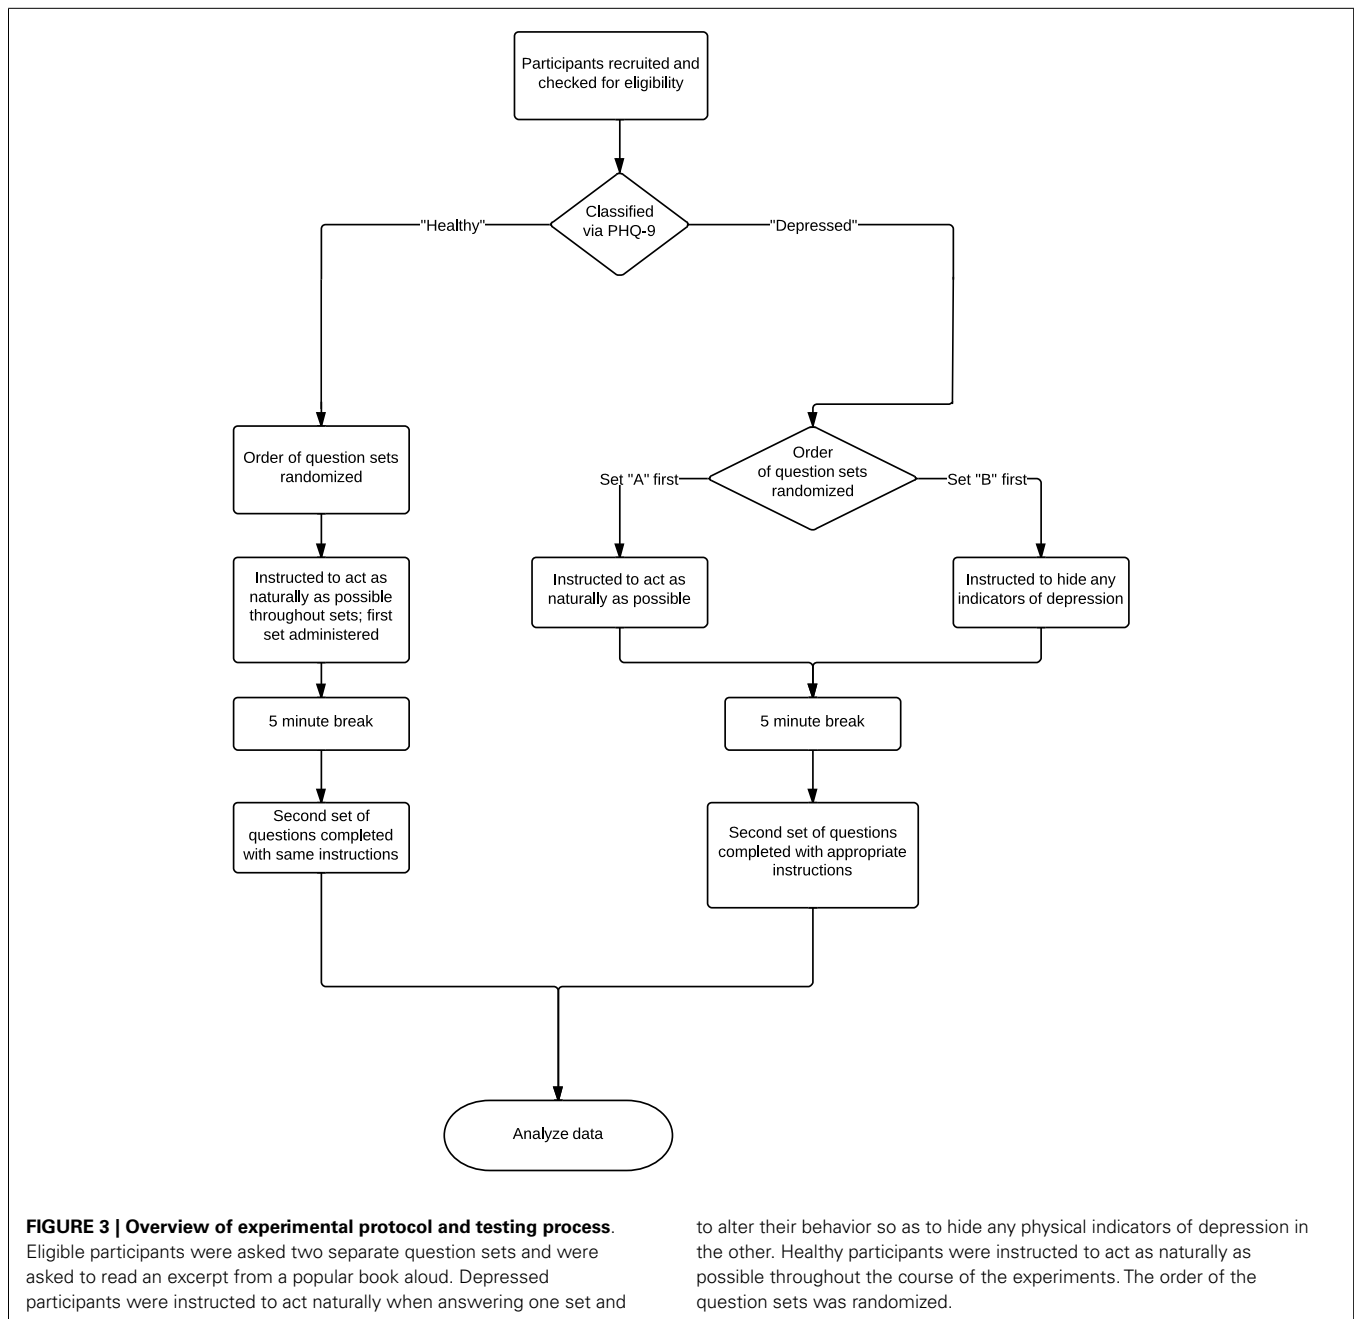 Participants recruited and
checked for eligibility
Classified
via PHQ-9
"Healthy"
"Depressed"
Order of question sets
randomized
Order
of question sets
randomized
Set "A" first
Set "B" first
Instructed to act as
naturally as possible
throughout sets; first
set administered
Instructed to act as
naturally as possible
Instructed to hide any
indicators of depression
5 minute break
5 minute break
Second set of
questions completed
with same instructions
Second set of questions
completed with appropriate
instructions
Analyze data
FIGURE 3 | Overview of experimental protocol and testing process.
Eligible participants were asked two separate question sets and were
asked to read an excerpt from a popular book aloud. Depressed
participants were instructed to act naturally when answering one set and
to alter their behavior so as to hide any physical indicators of depression in
the other. Healthy participants were instructed to act as naturally as
possible throughout the course of the experiments. The order of the
question sets was randomized.